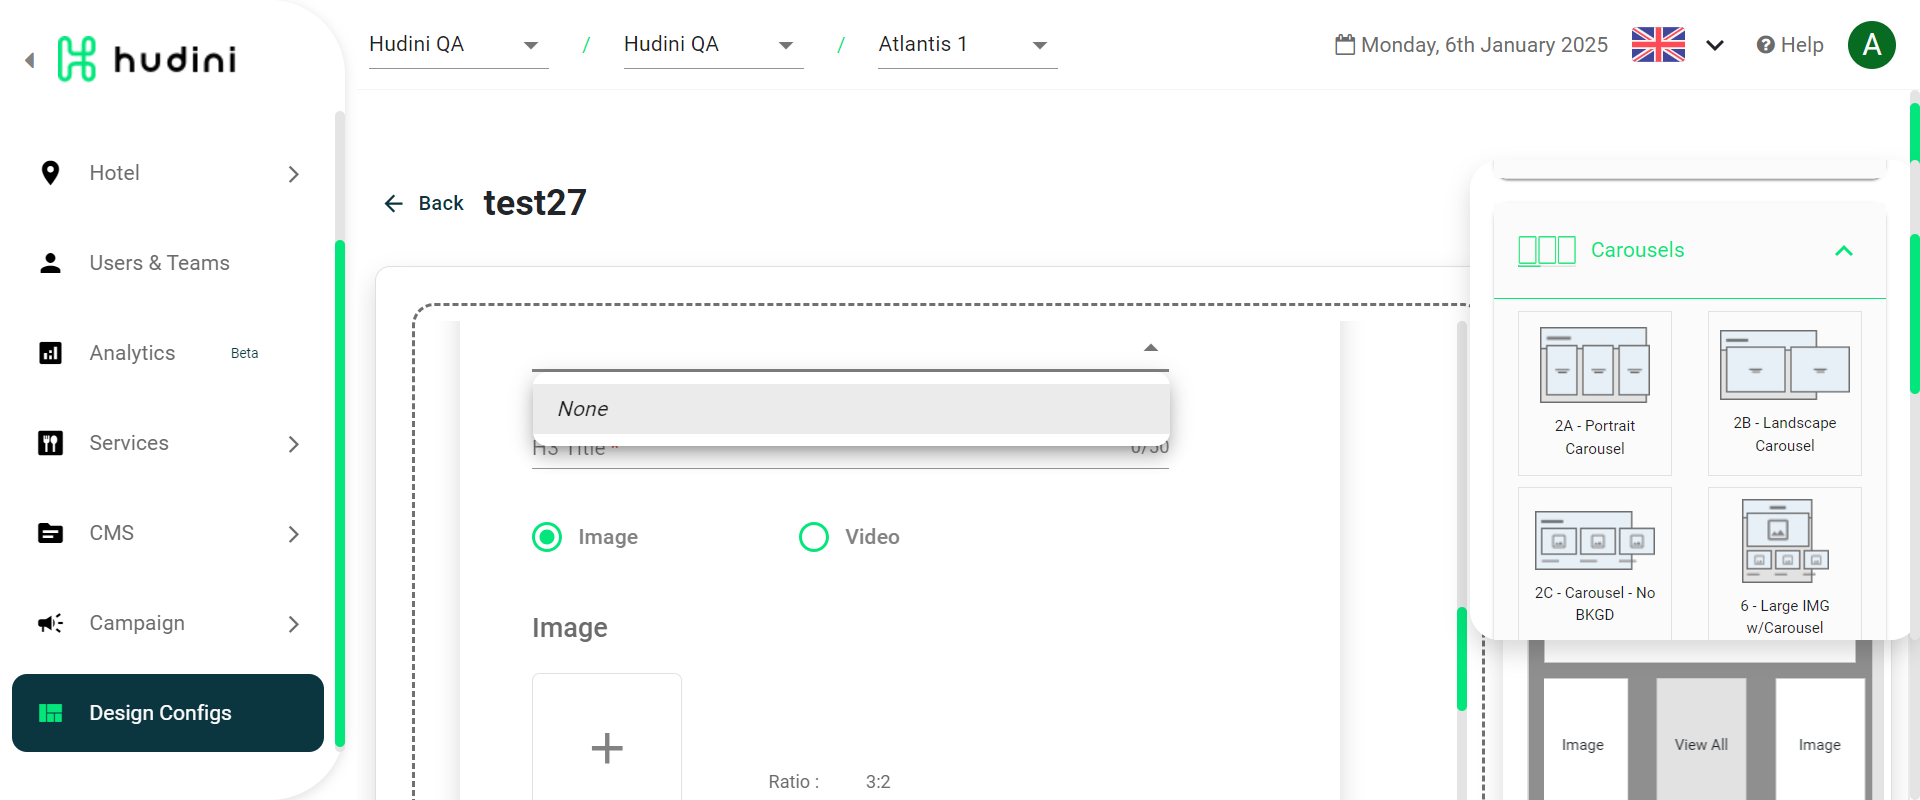 hudini
Hudini QA
/
Hudini QA
/
Atlantis 1
Monday, 6th January 2025
Help
A
Hotel
Users & Teams
Analytics
Beta
Services
CMS
Campaign
Design Configs
Back
test27
None
H3 Title *
0/50
Image
Video
Image
+
Ratio :
3:2
Carousels
2A - Portrait
Carousel
2B - Landscape
Carousel
2C - Carousel - No
BKGD
6 - Large IMG
w/Carousel
Image
View All
Image